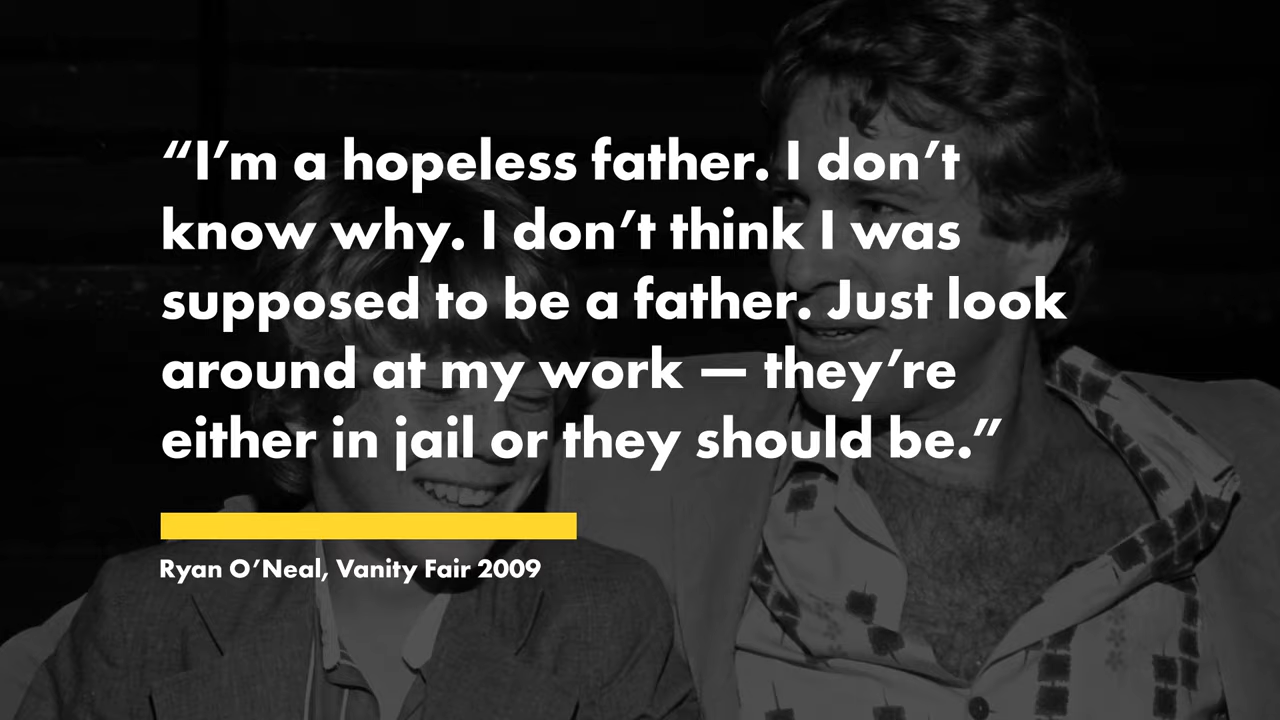 “I’m a hopeless father. I don’t
know why. I don’t think I was
supposed to be a father. Just look
around at my work — they’re
either in jail or they should be.”
Ryan O’Neal, Vanity Fair 2009